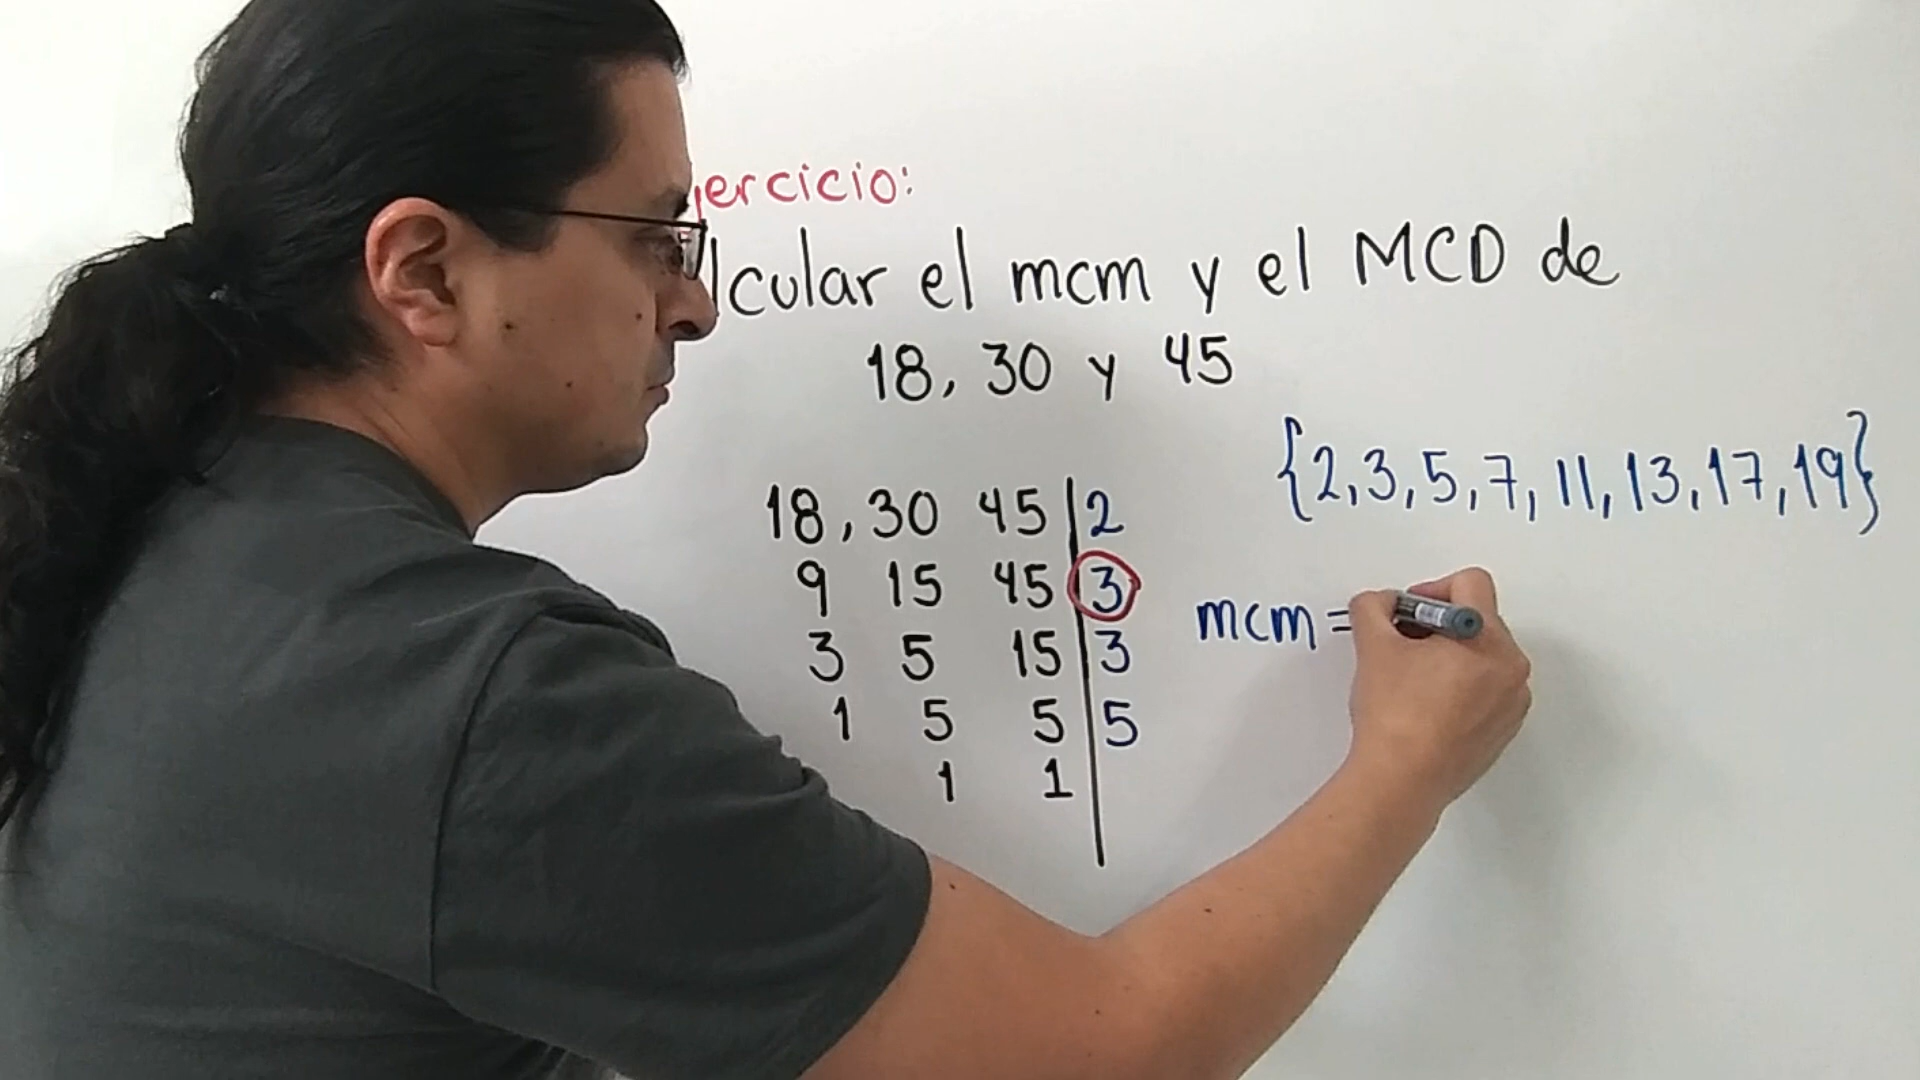 jercicio:
lcular el mcm y el MCD de
18, 30 y 45
{2,3,5,7,11,13,17,19}
18, 30 45 | 2
9 15 45 | 3
3 5 15 | 3
1 5 5 | 5
1 1 |
mcm =